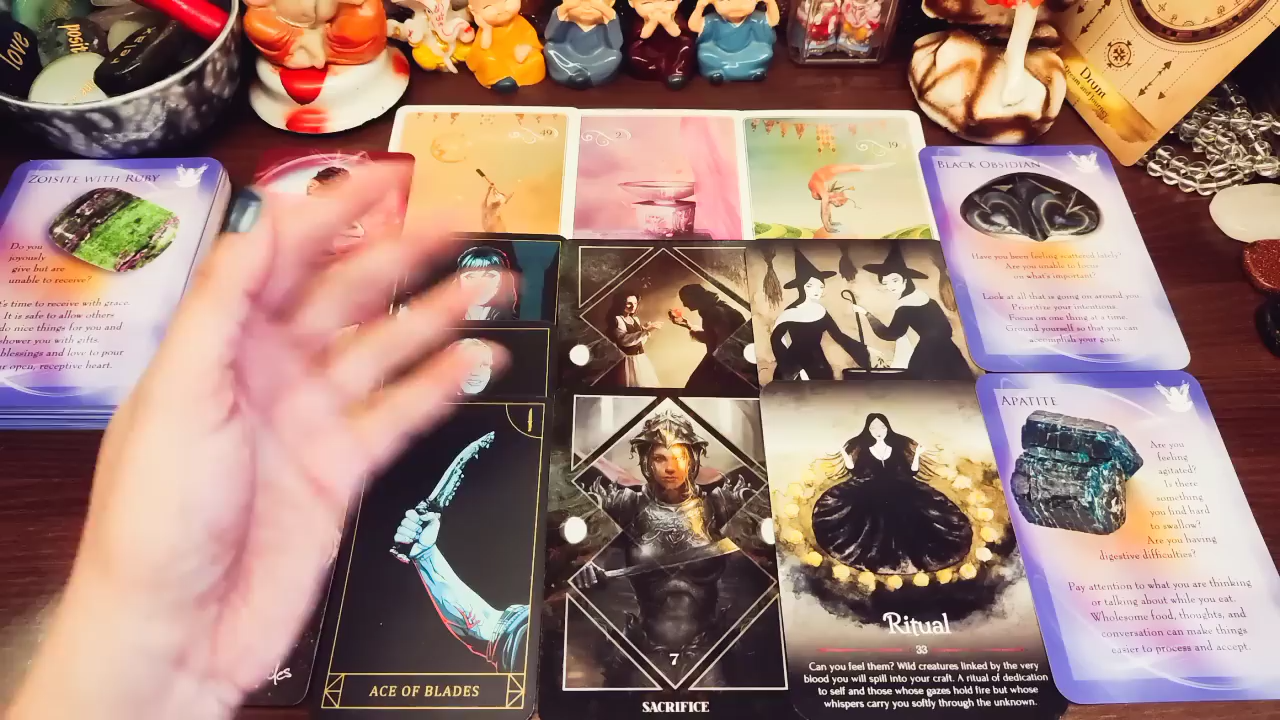 love
posit
relax
Drum
49
2
19
ZOISITE WITH RUBY
Do you
joyously
give but are
unable to receive?
's time to receive with grace.
It is safe to allow others
do nice things for you and
shower you with gifts.
blessings and love to pour
r open, receptive heart.
BLACK OBSIDIAN
Have you been feeling scattered lately?
Are you unable to focus
on what's important?
Look at all that is going on around you.
Prioritize your intentions.
Focus on one thing at a time.
Ground yourself so that you can
accomplish your goals.
APATITE
Are you
feeling
agitated?
Is there
something
you find hard
to swallow?
Are you having
digestive difficulties?
Pay attention to what you are thinking
or talking about while you eat.
Wholesome food, thoughts, and
conversation can make things
easier to process and accept.
1
ACE OF BLADES
7
SACRIFICE
Ritual
33
Can you feel them? Wild creatures linked by the very
blood you will spill into your craft. A ritual of dedication
to self and those whose gazes hold fire but whose
whispers carry you softly through the unknown.